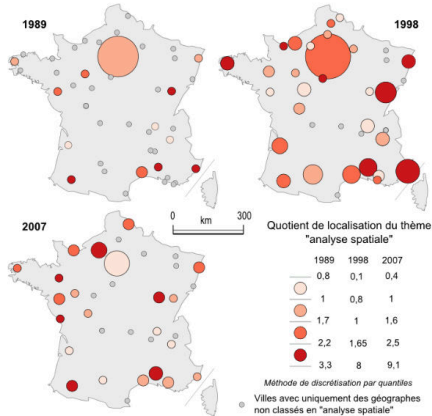 1989
1998
2007
0 300
km
Quotient de localisation du thème
"analyse spatiale"
1989 1998 2007
0,8 0,1 0,4
1 0,8 1
1,7 1 1,6
2,2 1,65 2,5
3,3 8 9,1
Méthode de discrétisation par quantiles
Villes avec uniquement des géographes
non classés en "analyse spatiale"